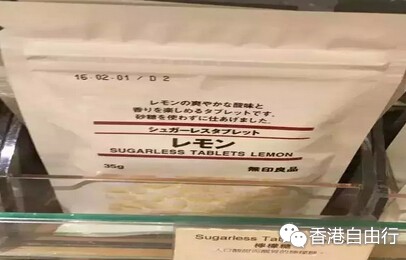 16.02.01 / D 2
レモンの爽やかな酸味と
香りを楽しめるタブレットです。
砂糖を使わずに仕あげました。
シュガーレスタブレット
レモン
SUGARLESS TABLETS LEMON
35g
無印良品
Sugarless Tab
檸檬糖
香港自由行